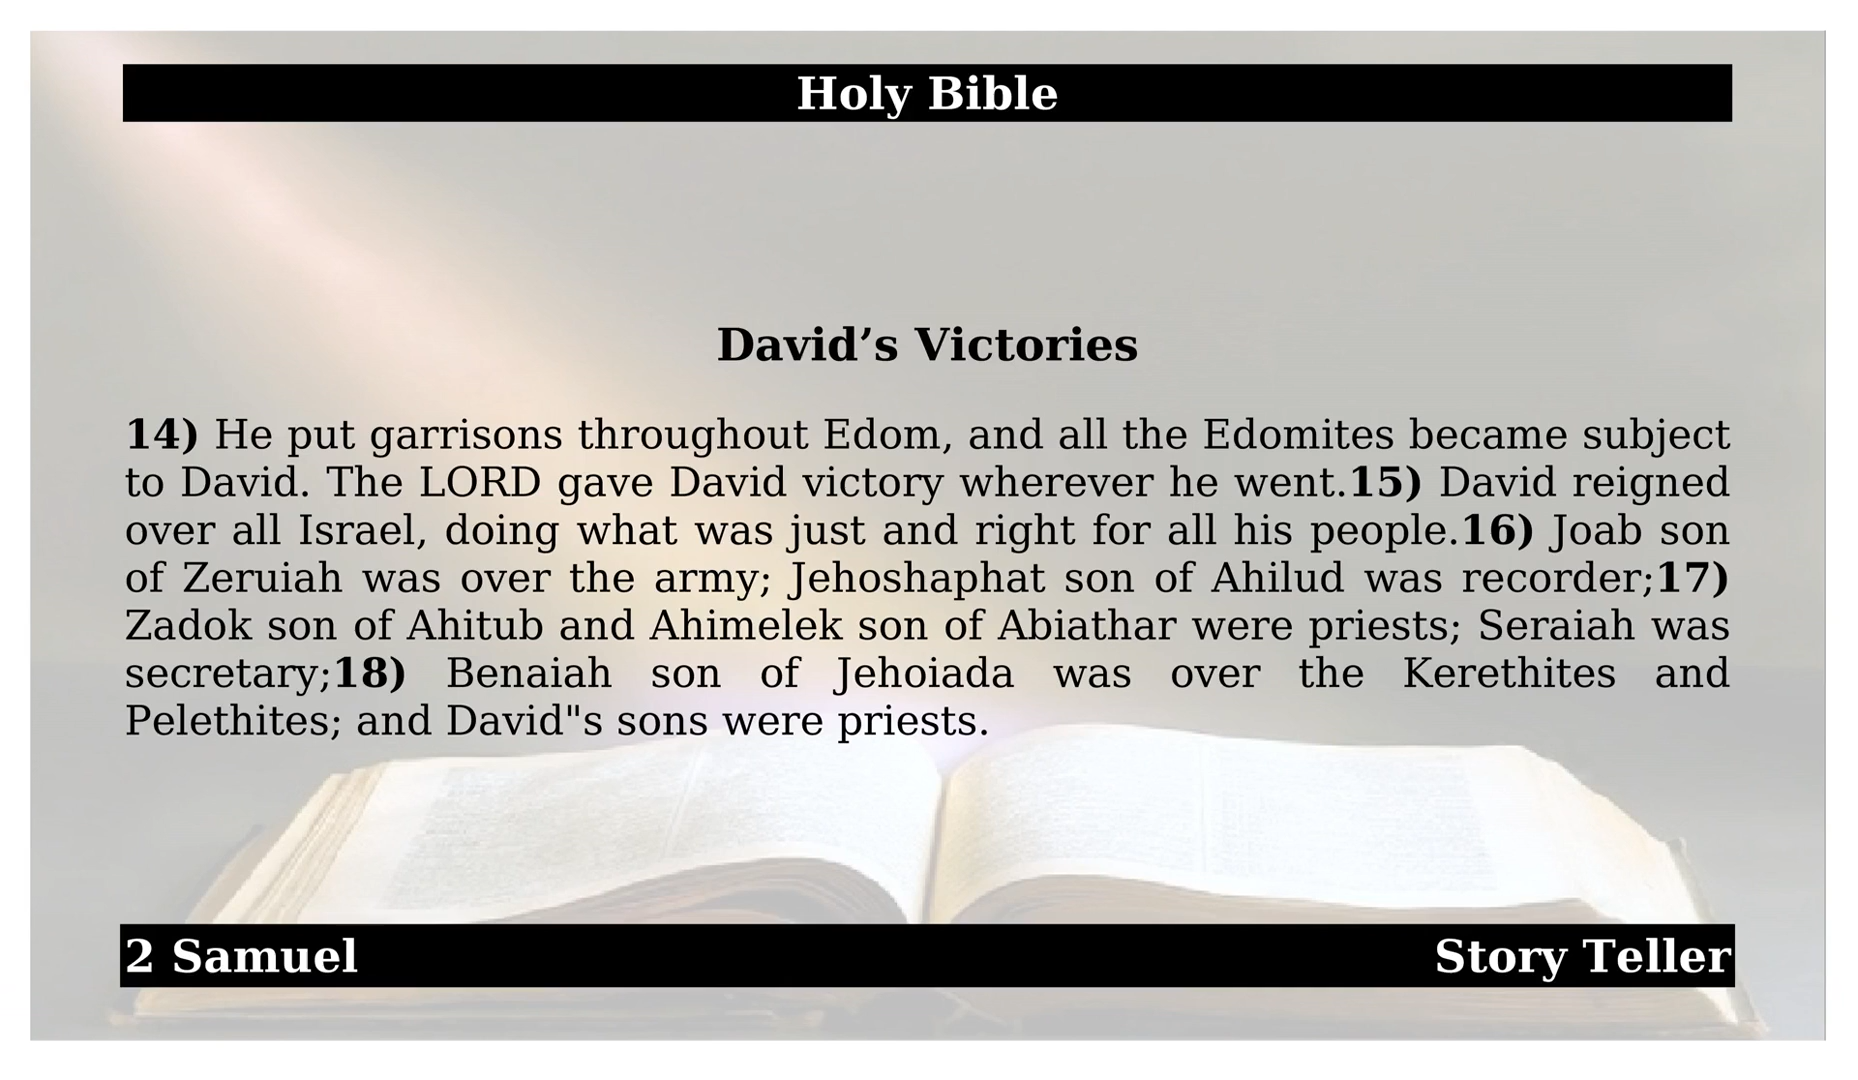 Holy Bible
David’s Victories
14) He put garrisons throughout Edom, and all the Edomites became subject
to David. The LORD gave David victory wherever he went.15) David reigned
over all Israel, doing what was just and right for all his people.16) Joab son
of Zeruiah was over the army; Jehoshaphat son of Ahilud was recorder;17)
Zadok son of Ahitub and Ahimelek son of Abiathar were priests; Seraiah was
secretary;18) Benaiah son of Jehoiada was over the Kerethites and
Pelethites; and David"s sons were priests.
2 Samuel
Story Teller